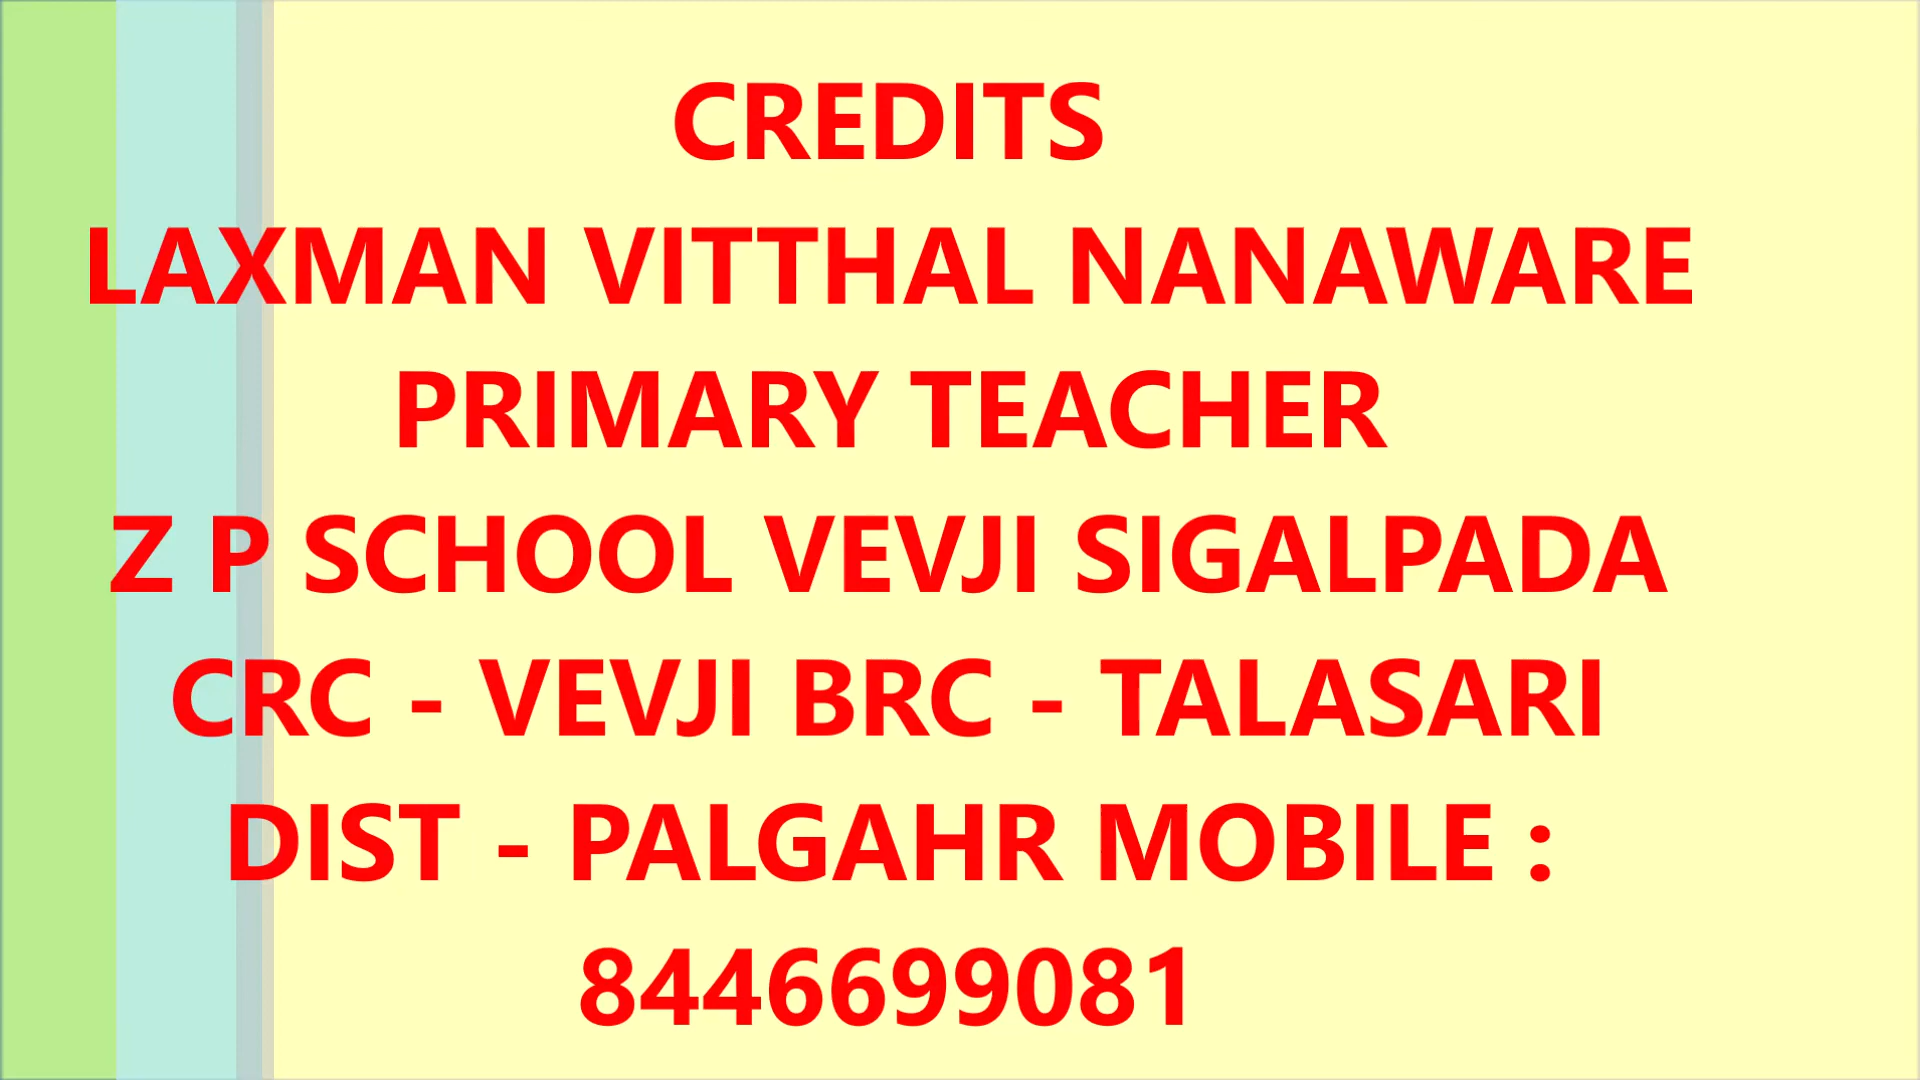 CREDITS
LAXMAN VITTHAL NANAWARE
PRIMARY TEACHER
Z P SCHOOL VEVJI SIGALPADA
CRC - VEVJI BRC - TALASARI
DIST - PALGAHR MOBILE :
8446699081